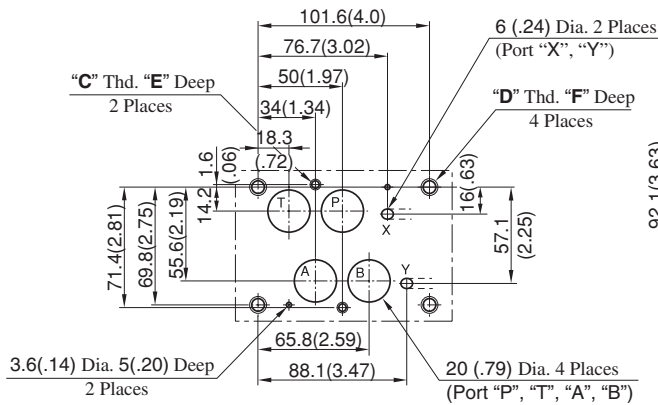 101.6(4.0)
76.7(3.02)
50(1.97)
34(1.34)
18.3
(.72)
6 (.24) Dia. 2 Places
(Port “X”, “Y”)
“C” Thd. “E” Deep
2 Places
“D” Thd. “F” Deep
4 Places
1.6
(.06)
14.2
71.4(2.81)
69.8(2.75)
55.6(2.19)
T
P
X
A
B
Y
16(.63)
57.1
(2.25)
92.1(3.63)
65.8(2.59)
88.1(3.47)
3.6(.14) Dia. 5(.20) Deep
2 Places
20 (.79) Dia. 4 Places
(Port “P”, “T”, “A”, “B”)